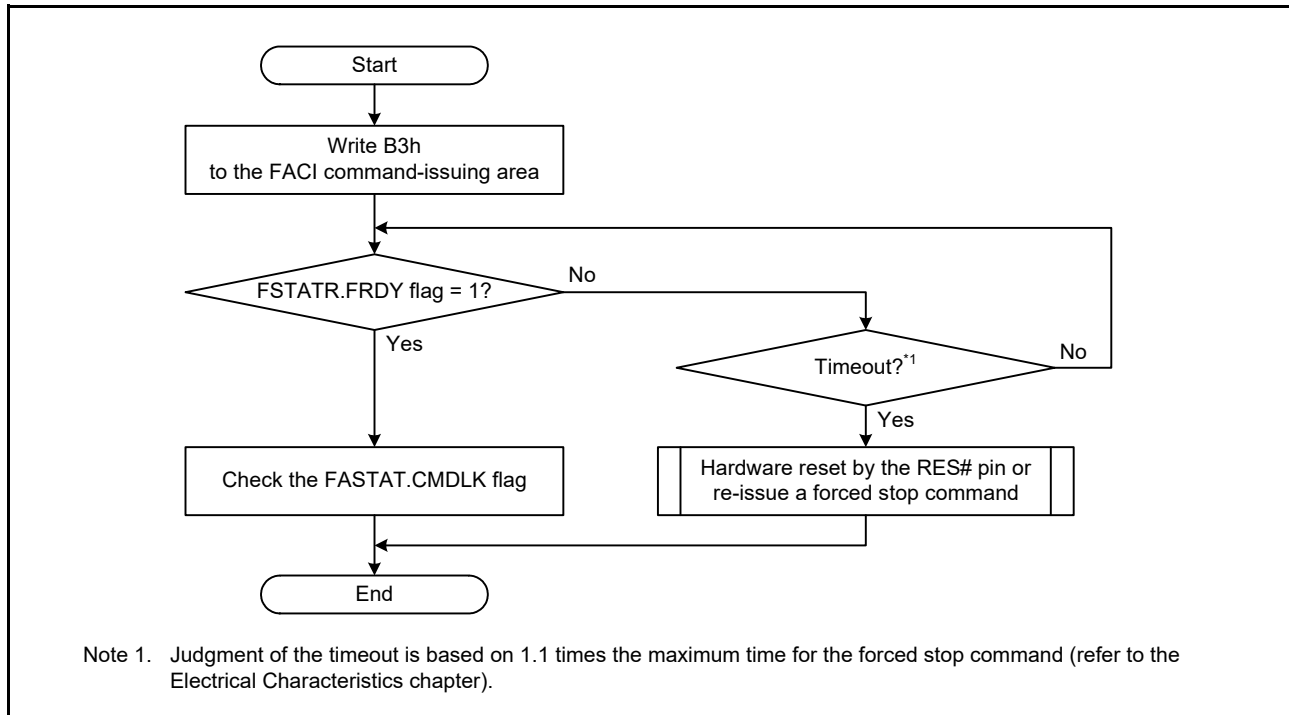 Start
Write B3h
to the FACI command-issuing area
FSTATR.FRDY flag = 1?
No
Yes
Timeout?*1
No
Yes
Check the FASTAT.CMDLK flag
Hardware reset by the RES# pin or
re-issue a forced stop command
End
Note 1. Judgment of the timeout is based on 1.1 times the maximum time for the forced stop command (refer to the
Electrical Characteristics chapter).